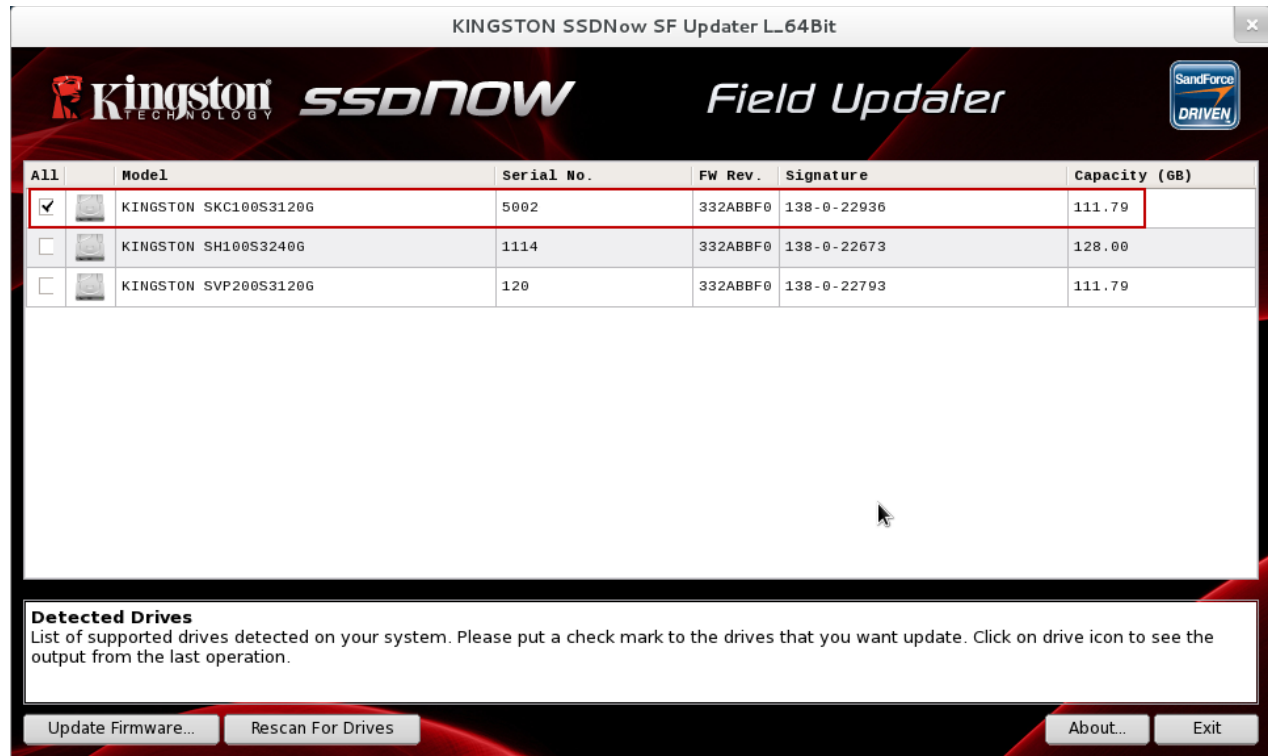 KINGSTON SSDNow SF Updater L_64Bit
Kingston SSDNOW Field Updater SandForce
TECHNOLOGY DRIVEN
All Model Serial No. FW Rev. Signature Capacity (GB)
KINGSTON SKC100S3120G 5002 332ABBF0 138-0-22936 111.79
KINGSTON SH100S3240G 1114 332ABBF0 138-0-22673 128.00
KINGSTON SVP200S3120G 120 332ABBF0 138-0-22793 111.79
Detected Drives
List of supported drives detected on your system. Please put a check mark to the drives that you want update. Click on drive icon to see the
output from the last operation.
Update Firmware... Rescan For Drives About... Exit